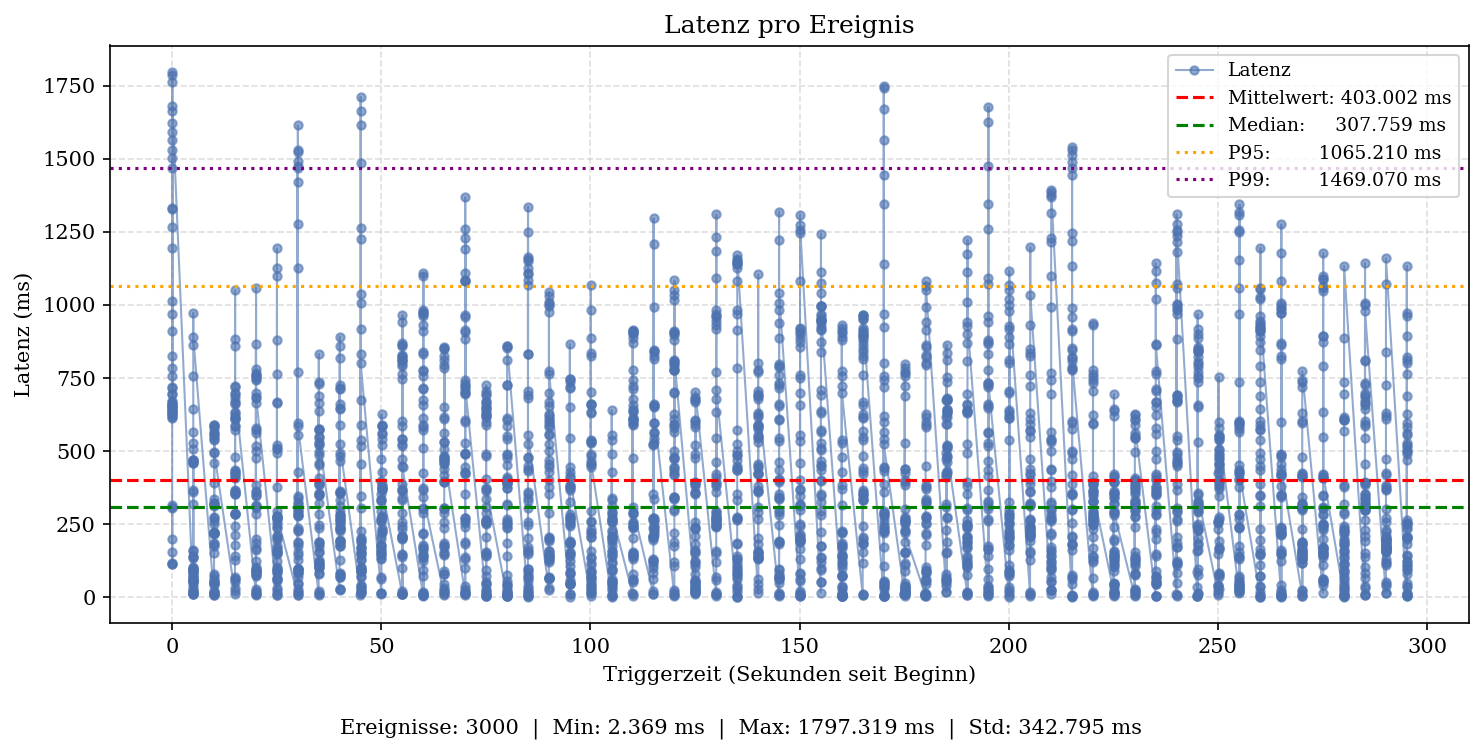 Latenz pro Ereignis
Latenz (ms)
1750
1500
1250
1000
750
500
250
0
Latenz
Mittelwert: 403.002 ms
Median: 307.759 ms
P95: 1065.210 ms
P99: 1469.070 ms
0 50 100 150 200 250 300
Triggerzeit (Sekunden seit Beginn)
Ereignisse: 3000 | Min: 2.369 ms | Max: 1797.319 ms | Std: 342.795 ms